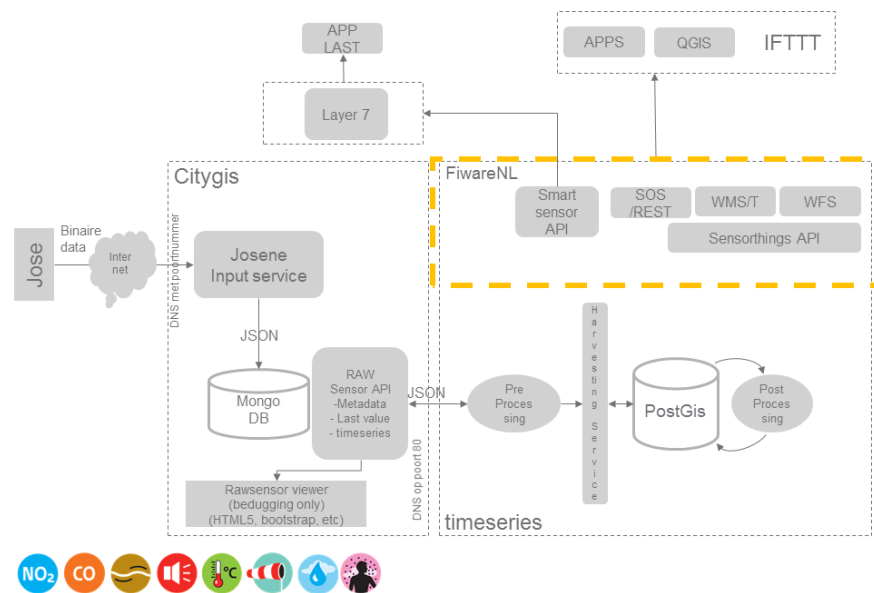 APP
LAST
APPS
QGIS
IFTTT
Layer 7
Citygis
FiwareNL
Smart
sensor
API
SOS
/REST
WMS/T
WFS
Sensorthings API
Jose
Binaire
data
Inter
net
DNS met poortnummer
Josene
Input service
JSON
Mongo
DB
RAW
Sensor API
-Metadata
- Last value
- timeseries
JSON
DNS op poort 80
Rawsensor viewer
(bedugging only)
(HTML5, bootstrap, etc)
Pre
Proces
sing
Harvesting Service
PostGis
Post
Proces
sing
timeseries
NO₂
CO
°C